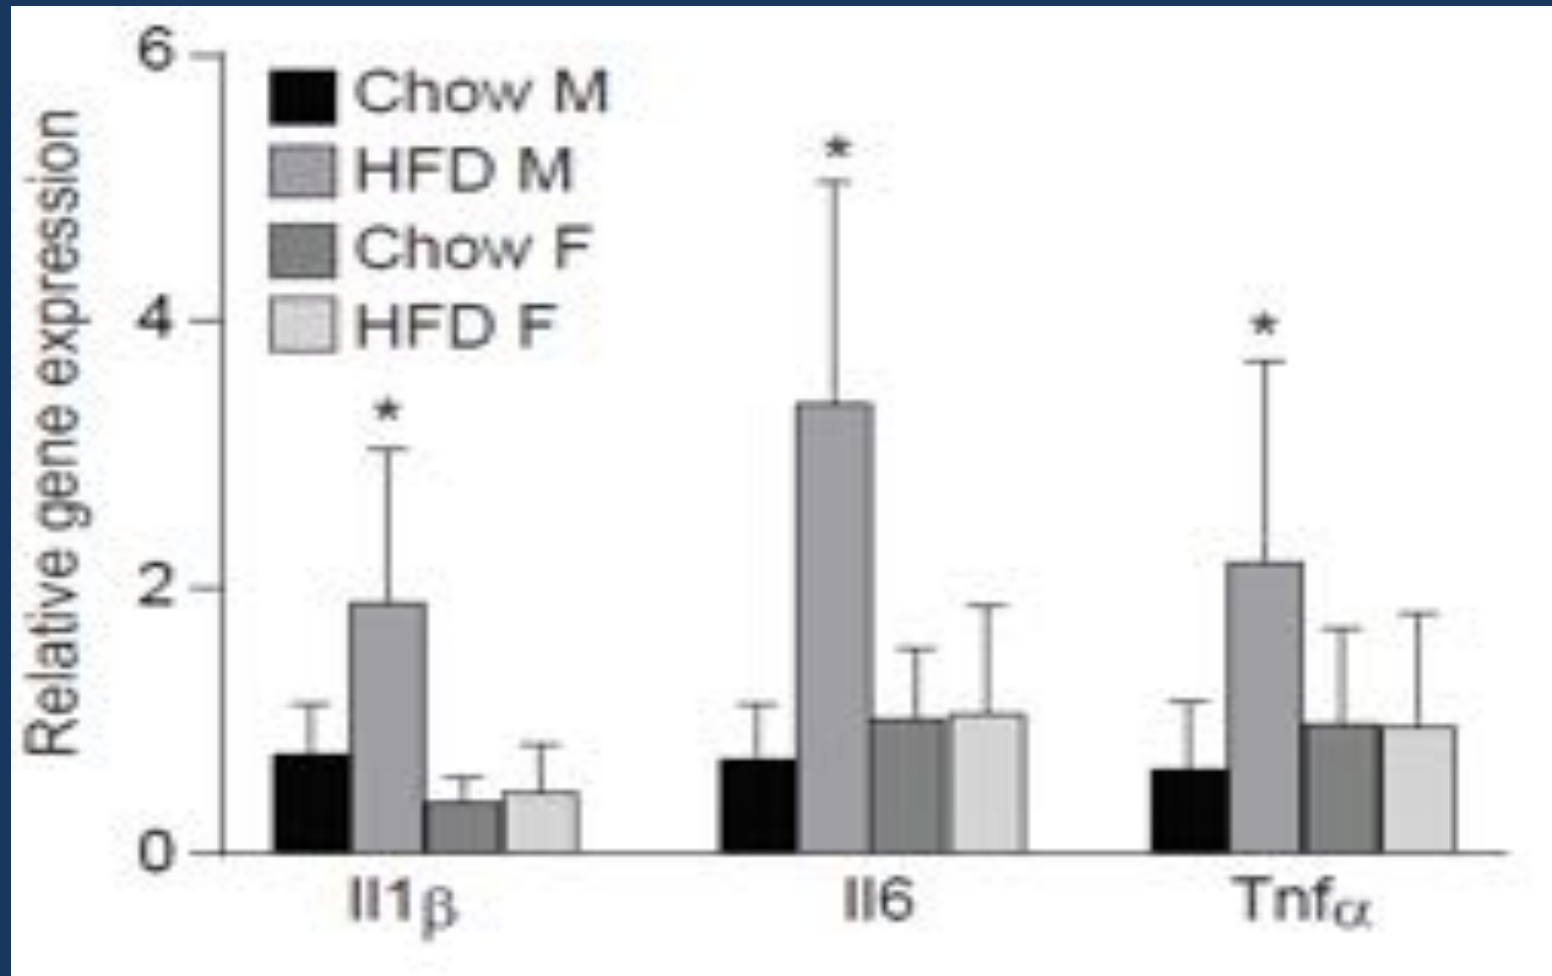 Relative gene expression
6
4
2
0
Chow M
HFD M
Chow F
HFD F
*
*
*
Il1β
Il6
Tnfα